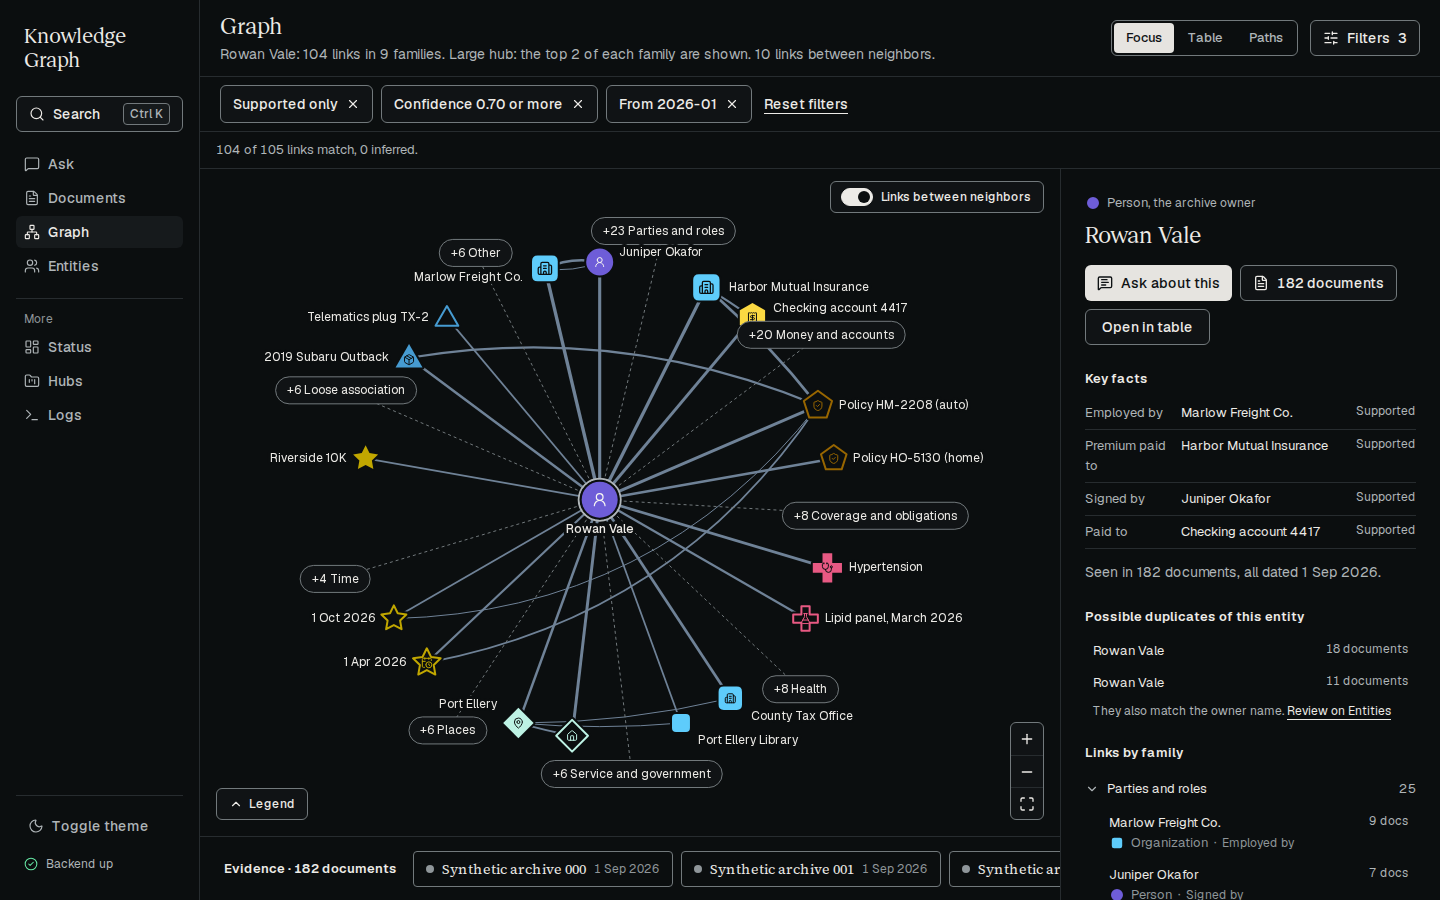 Knowledge
Graph
Search Ctrl K
Ask
Documents
Graph
Entities
More
Status
Hubs
Logs
Toggle theme
Backend up
Graph
Rowan Vale: 104 links in 9 families. Large hub: the top 2 of each family are shown. 10 links between neighbors.
Focus Table Paths
Filters 3
Supported only
Confidence 0.70 or more
From 2026-01
Reset filters
104 of 105 links match, 0 inferred.
Links between neighbors
+23 Parties and roles
+6 Other
Juniper Okafor
Marlow Freight Co.
Harbor Mutual Insurance
Checking account 4417
Telematics plug TX-2
+20 Money and accounts
2019 Subaru Outback
+6 Loose association
Policy HM-2208 (auto)
Riverside 10K
Policy HO-5130 (home)
+8 Coverage and obligations
Rowan Vale
Hypertension
+4 Time
1 Oct 2026
Lipid panel, March 2026
1 Apr 2026
+8 Health
Port Ellery
County Tax Office
+6 Places
Port Ellery Library
+6 Service and government
Legend
Evidence · 182 documents
Synthetic archive 000 1 Sep 2026
Synthetic archive 001 1 Sep 2026
Synthetic ar
Person, the archive owner
Rowan Vale
Ask about this
182 documents
Open in table
Key facts
Employed by Marlow Freight Co. Supported
Premium paid to Harbor Mutual Insurance Supported
Signed by Juniper Okafor Supported
Paid to Checking account 4417 Supported
Seen in 182 documents, all dated 1 Sep 2026.
Possible duplicates of this entity
Rowan Vale 18 documents
Rowan Vale 11 documents
They also match the owner name. Review on Entities
Links by family
Parties and roles 25
Marlow Freight Co. 9 docs
Organization · Employed by
Juniper Okafor 7 docs
Person · Signed by